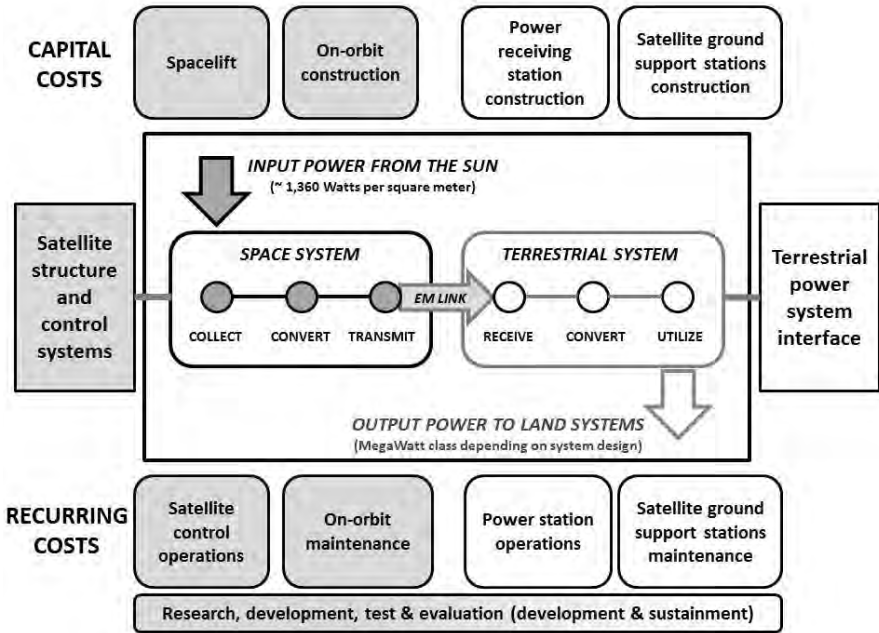 CAPITAL
COSTS
Spacelift
On-orbit
construction
Power
receiving
station
construction
Satellite ground
support stations
construction
INPUT POWER FROM THE SUN
(~ 1,360 Watts per square meter)
Satellite
structure
and
control
systems
SPACE SYSTEM
COLLECT
CONVERT
TRANSMIT
EM LINK
TERRESTRIAL SYSTEM
RECEIVE
CONVERT
UTILIZE
Terrestrial
power
system
interface
OUTPUT POWER TO LAND SYSTEMS
(MegaWatt class depending on system design)
RECURRING
COSTS
Satellite
control
operations
On-orbit
maintenance
Power station
operations
Satellite ground
support stations
maintenance
Research, development, test & evaluation (development & sustainment)